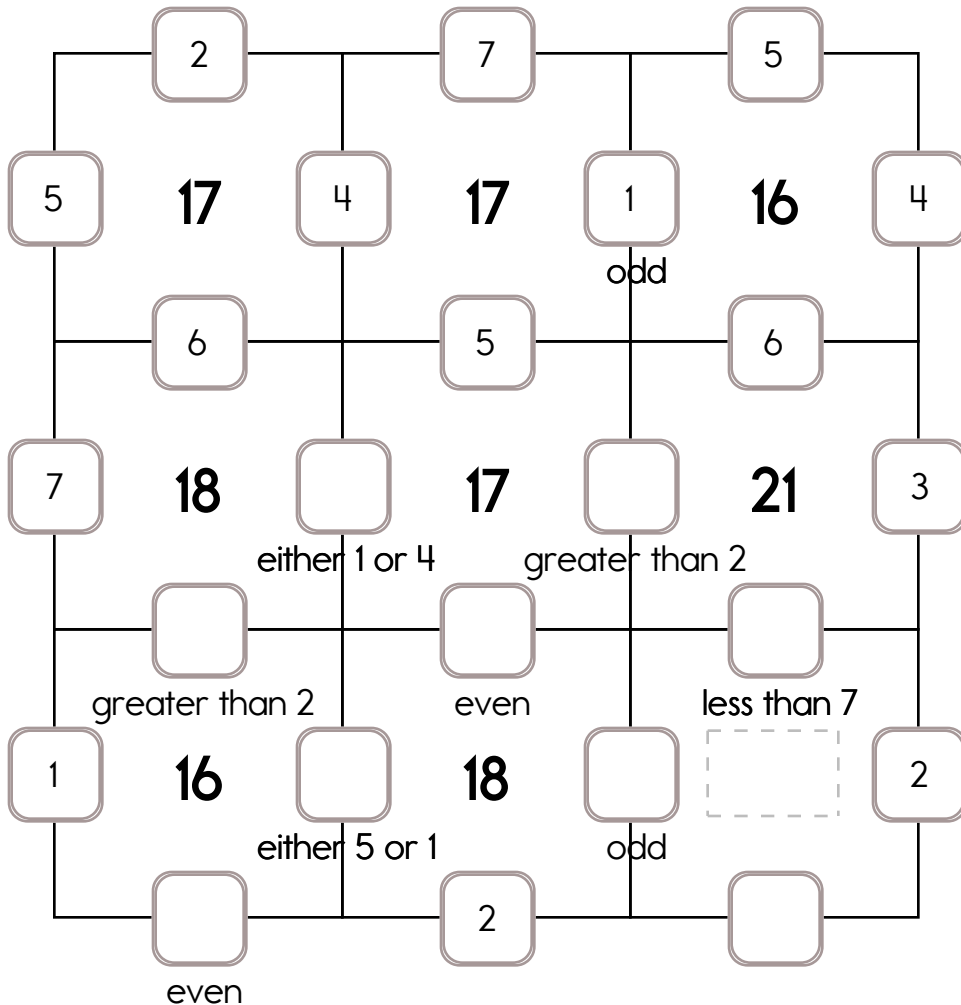 2 7 5
5 17 4 17 1 16 4
odd
6 5 6
7 18 17 21 3
either 1 or 4 greater than 2
greater than 2 even less than 7
1 16 18 2
either 5 or 1 odd
2
even